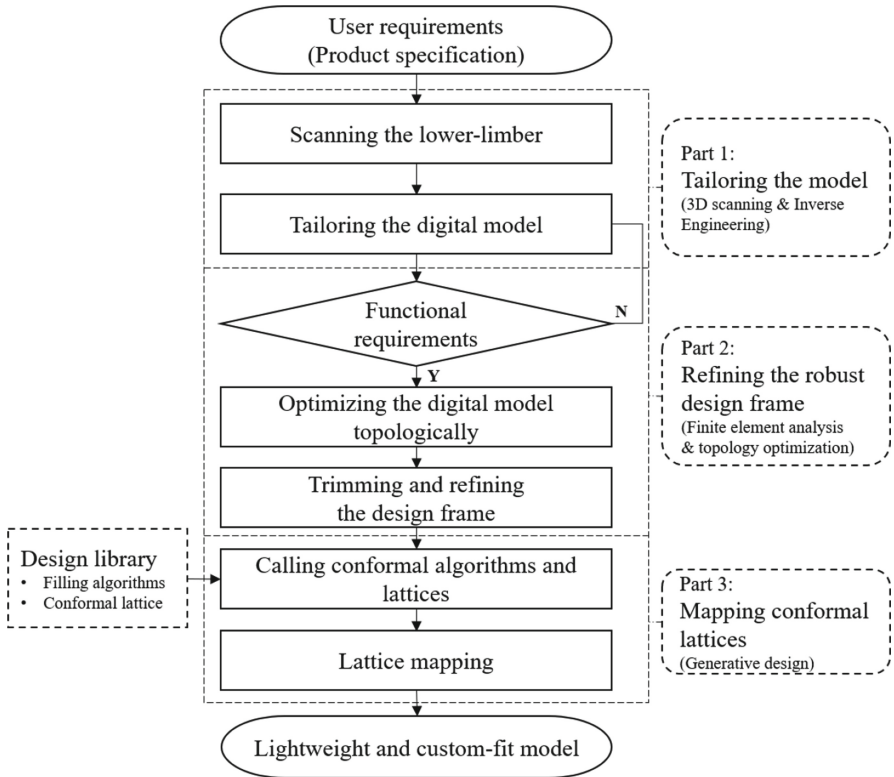 User requirements
(Product specification)
Scanning the lower-limber
Tailoring the digital model
Part 1:
Tailoring the model
(3D scanning & Inverse
Engineering)
Functional
requirements
N
Y
Optimizing the digital model
topologically
Trimming and refining
the design frame
Part 2:
Refining the robust
design frame
(Finite element analysis
& topology optimization)
Design library
• Filling algorithms
• Conformal lattice
Calling conformal algorithms and
lattices
Lattice mapping
Part 3:
Mapping conformal
lattices
(Generative design)
Lightweight and custom-fit model